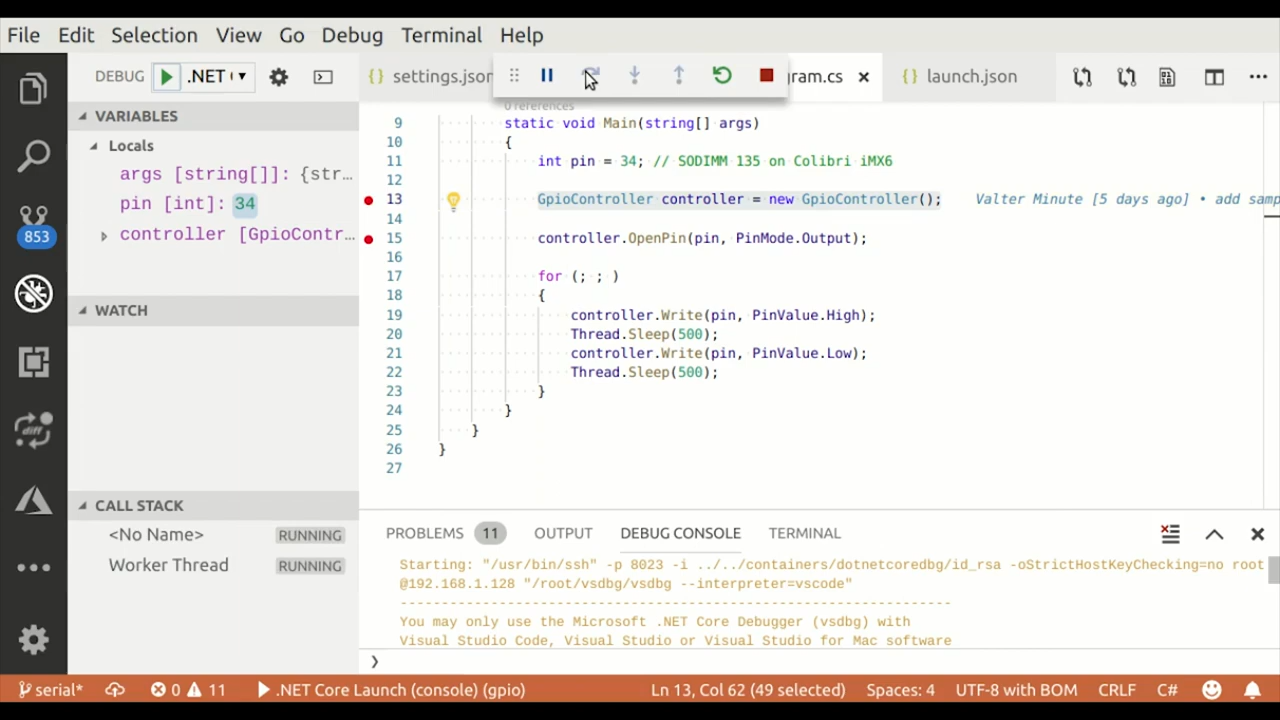 File Edit Selection View Go Debug Terminal Help
DEBUG .NET (
settings.json
gram.cs
launch.json
VARIABLES
Locals
args [string[]]: {str…
pin [int]: 34
controller [GpioContr…
853
WATCH
CALL STACK
<No Name> RUNNING
Worker Thread RUNNING
0 references
9 static void Main(string[] args)
10 {
11 int pin = 34; // SODIMM 135 on Colibri iMX6
12
13 GpioController controller = new GpioController(); Valter Minute [5 days ago] • add samp
14
15 controller.OpenPin(pin, PinMode.Output);
16
17 for (; ; )
18 {
19 controller.Write(pin, PinValue.High);
20 Thread.Sleep(500);
21 controller.Write(pin, PinValue.Low);
22 Thread.Sleep(500);
23 }
24 }
25 }
26 }
27
diff
PROBLEMS 11 OUTPUT DEBUG CONSOLE TERMINAL
Starting: "/usr/bin/ssh" -p 8023 -i ../../containers/dotnetcoredbg/id_rsa -oStrictHostKeyChecking=no root
@192.168.1.128 "/root/vsdbg/vsdbg --interpreter=vscode"
-------------------------------------------------------------------
You may only use the Microsoft .NET Core Debugger (vsdbg) with
Visual Studio Code, Visual Studio or Visual Studio for Mac software
❯
serial* 0 11 .NET Core Launch (console) (gpio) Ln 13, Col 62 (49 selected) Spaces: 4 UTF-8 with BOM CRLF C#